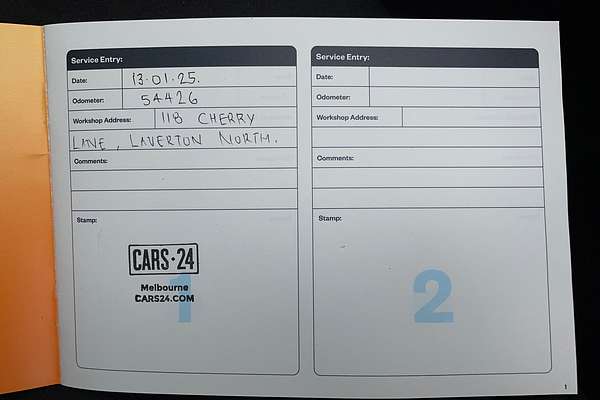 Service Entry:
Date: 13.01.25.
Odometer: 54426
Workshop Address: 118 CHERRY
LANE, LAVERTON NORTH.
Comments:
Stamp:
CARS·24
Melbourne
CARS24.COM
1
Service Entry:
Date:
Odometer:
Workshop Address:
Comments:
Stamp:
2
1